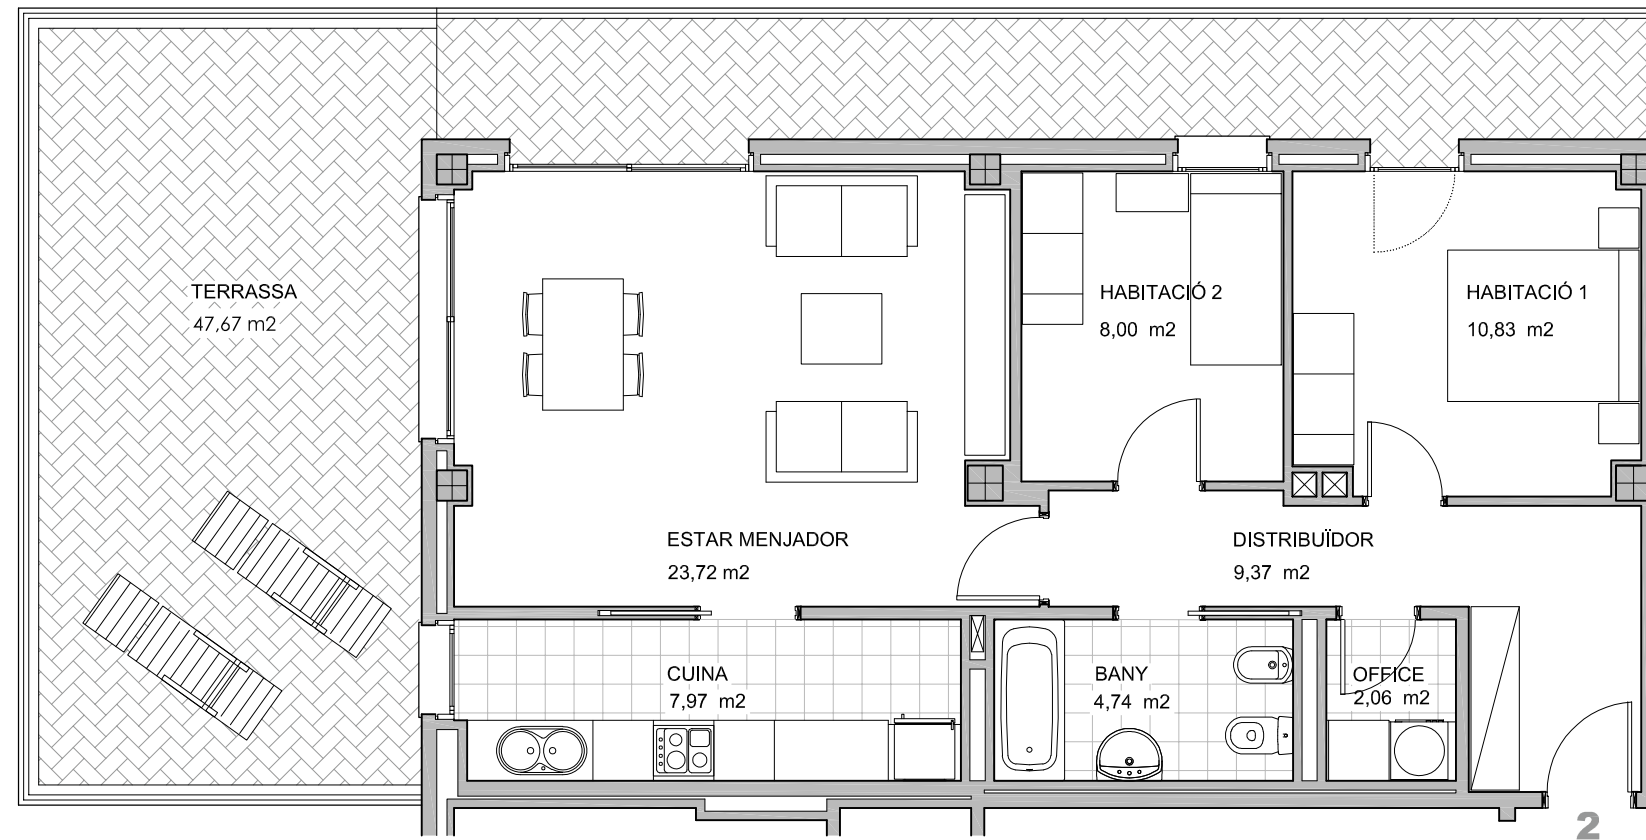 TERRASSA
47,67 m2
HABITACIÓ 2
8,00 m2
HABITACIÓ 1
10,83 m2
ESTAR MENJADOR
23,72 m2
DISTRIBUÏDOR
9,37 m2
CUINA
7,97 m2
BANY
4,74 m2
OFFICE
2,06 m2
2